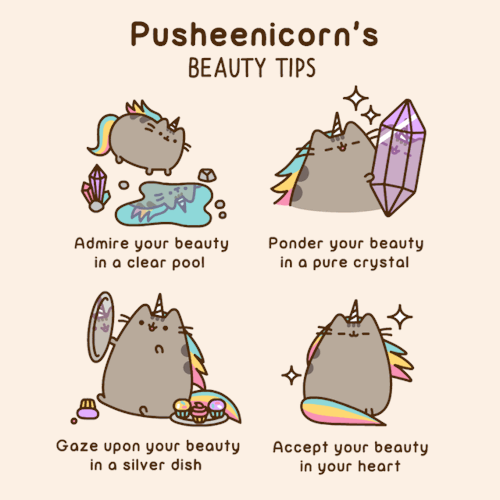 Pusheenicorn's
BEAUTY TIPS
Admire your beauty
in a clear pool
Ponder your beauty
in a pure crystal
Gaze upon your beauty
in a silver dish
Accept your beauty
in your heart